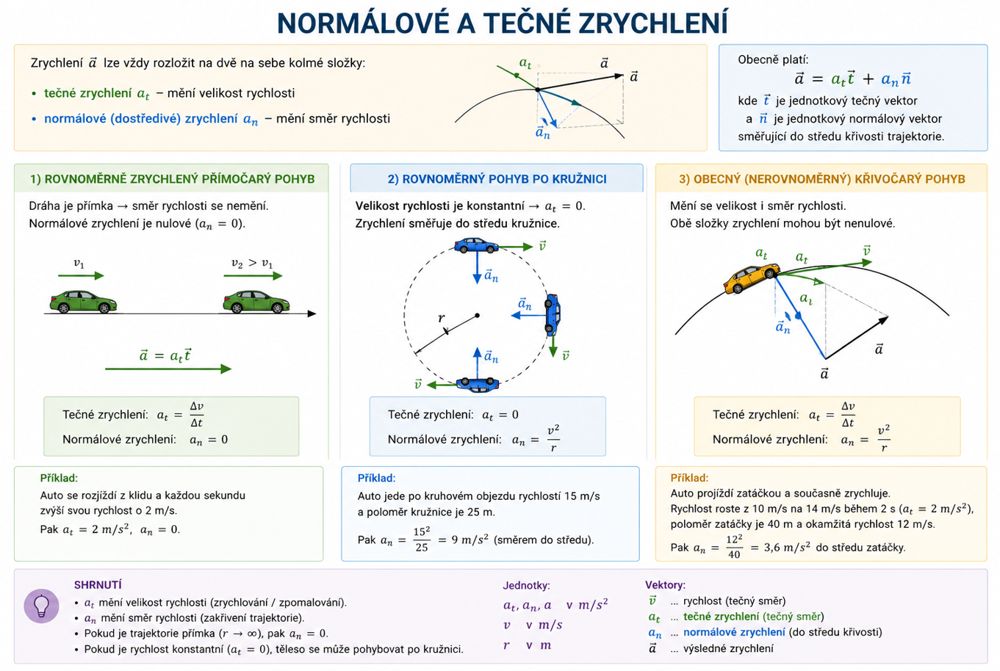 NORMÁLOVÉ A TEČNÉ ZRYCHLENÍ
Zrychlení a⃗ lze vždy rozložit na dvě na sebe kolmé složky:
• tečné zrychlení aₜ – mění velikost rychlosti
• normálové (dostředivé) zrychlení aₙ – mění směr rychlosti
aₜ
a⃗
a⃗
a⃗ₙ
Obecně platí:
a⃗ = aₜt⃗ + aₙn⃗
kde t⃗ je jednotkový tečný vektor
a n⃗ je jednotkový normálový vektor
směřující do středu křivosti trajektorie.
1) ROVNOMĚRNĚ ZRYCHLENÝ PŘÍMOČARÝ POHYB
Dráha je přímka → směr rychlosti se nemění.
Normálové zrychlení je nulové (aₙ = 0).
v₁
v₂ > v₁
a⃗ = aₜt⃗
Tečné zrychlení: aₜ = Δv/Δt
Normálové zrychlení: aₙ = 0
Příklad:
Auto se rozjíždí z klidu a každou sekundu
zvýší svou rychlost o 2 m/s.
Pak aₜ = 2 m/s², aₙ = 0.
2) ROVNOMĚRNÝ POHYB PO KRUŽNICI
Velikost rychlosti je konstantní → aₜ = 0.
Zrychlení směřuje do středu kružnice.
v⃗
a⃗ₙ
a⃗ₙ
r
a⃗ₙ
v⃗
v⃗
Tečné zrychlení: aₜ = 0
Normálové zrychlení: aₙ = v²/r
Příklad:
Auto jede po kruhovém objezdu rychlostí 15 m/s
a poloměr kružnice je 25 m.
Pak aₙ = 15²/25 = 9 m/s² (směrem do středu).
3) OBECNÝ (NEROVNOMĚRNÝ) KŘIVOČARÝ POHYB
Mění se velikost i směr rychlosti.
Obě složky zrychlení mohou být nenulové.
aₜ
aₜ
v⃗
aₜ
a⃗ₙ
a⃗
a⃗
Tečné zrychlení: aₜ = Δv/Δt
Normálové zrychlení: aₙ = v²/r
Příklad:
Auto projíždí zatáčkou a současně zrychluje.
Rychlost roste z 10 m/s na 14 m/s během 2 s (aₜ = 2 m/s²),
poloměr zatáčky je 40 m a okamžitá rychlost 12 m/s.
Pak aₙ = 12²/40 = 3,6 m/s² do středu zatáčky.
SHRNUTÍ
• aₜ mění velikost rychlosti (zrychlování / zpomalování).
• aₙ mění směr rychlosti (zakřivení trajektorie).
• Pokud je trajektorie přímka (r → ∞), pak aₙ = 0.
• Pokud je rychlost konstantní (aₜ = 0), těleso se může pohybovat po kružnici.
Jednotky:
aₜ, aₙ, a v m/s²
v v m/s
r v m
Vektory:
v⃗ ... rychlost (tečný směr)
aₜ ... tečné zrychlení (tečný směr)
aₙ ... normálové zrychlení (do středu křivosti)
a⃗ ... výsledné zrychlení